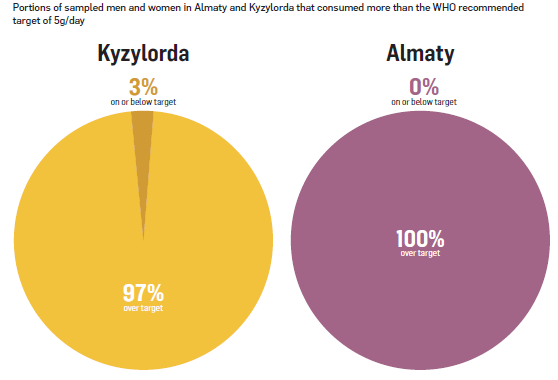 Portions of sampled men and women in Almaty and Kyzylorda that consumed more than the WHO recommended
target of 5g/day
Kyzylorda
3%
on or below target
97%
over target
Almaty
0%
on or below target
100%
over target